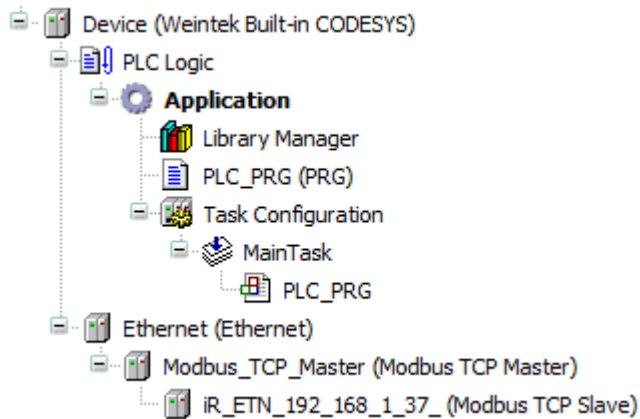 Device (Weintek Built-in CODESYS)
PLC Logic
Application
Library Manager
PLC_PRG (PRG)
Task Configuration
MainTask
PLC_PRG
Ethernet (Ethernet)
Modbus_TCP_Master (Modbus TCP Master)
iR_ETN_192_168_1_37_ (Modbus TCP Slave)